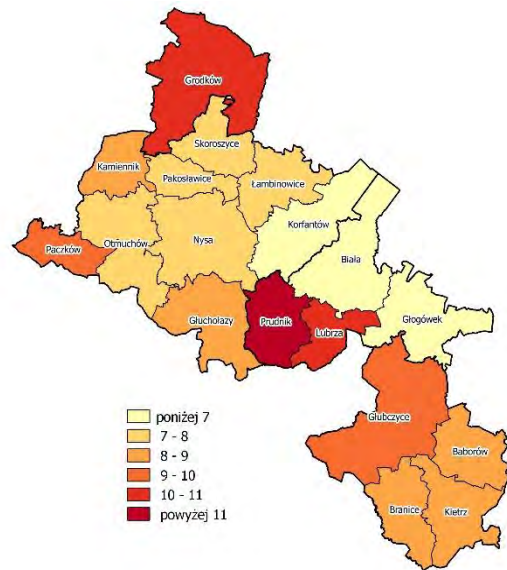 Grodków
Skoroszyce
Kamiennik
Pakosławice
Łambinowice
Korfantów
Paczków
Otmuchów
Nysa
Biała
Głuchołazy
Prudnik
Lubrza
Głogówek
Głubczyce
Baborów
Branice
Kietrz
poniżej 7
7 - 8
8 - 9
9 - 10
10 - 11
powyżej 11